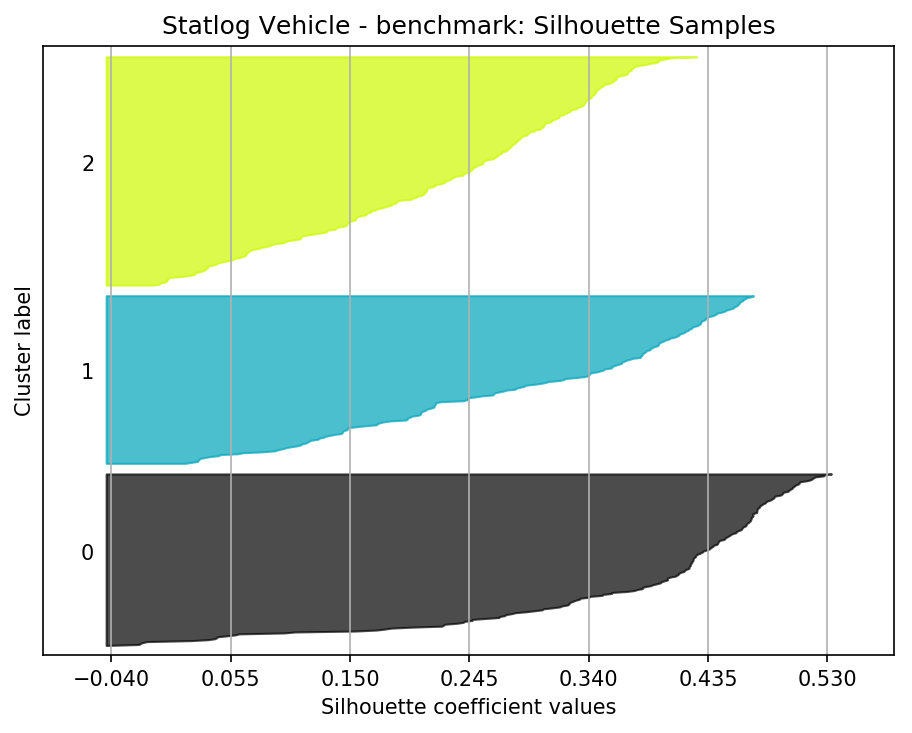 Statlog Vehicle - benchmark: Silhouette Samples
2
1
0
Cluster label
−0.040 0.055 0.150 0.245 0.340 0.435 0.530
Silhouette coefficient values